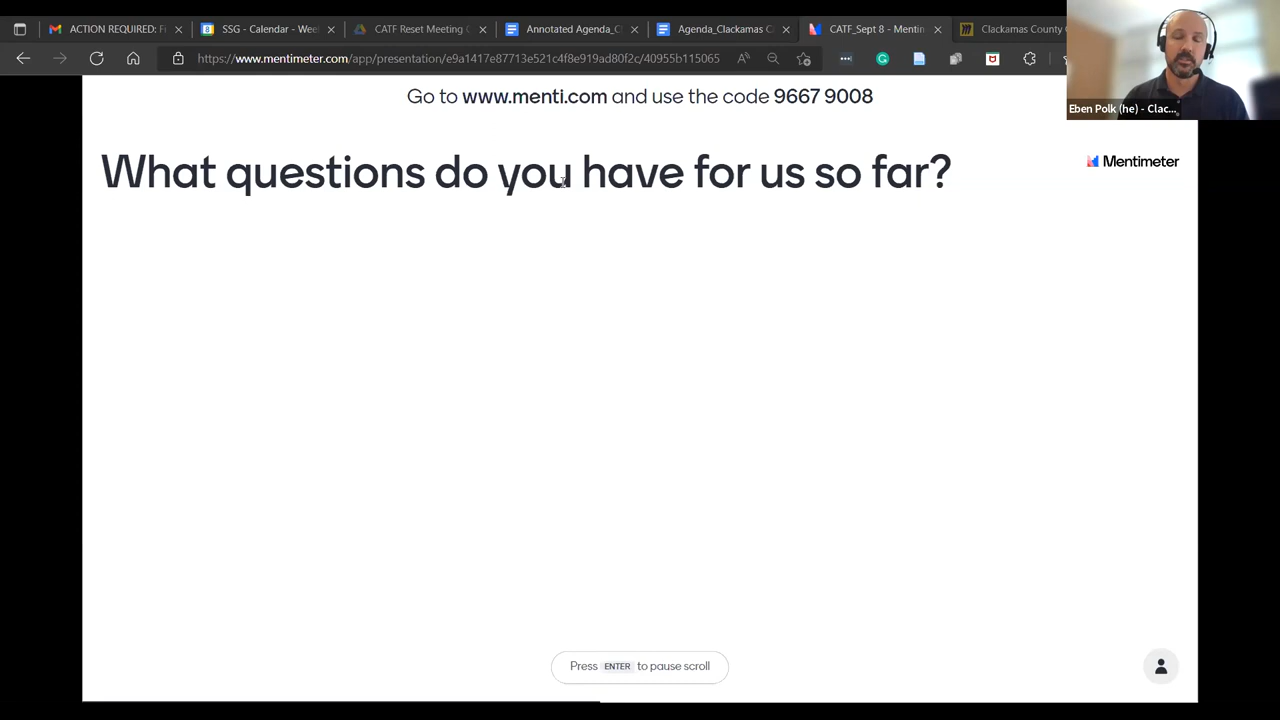 ACTION REQUIRED: Fi
SSG - Calendar - Wee
CATF Reset Meeting
Annotated Agenda_C
Agenda_Clackamas C
CATF_Sept 8 - Mentim
Clackamas County
https://www.mentimeter.com/app/presentation/e9a1417e87713e521c4f8e919ad80f2c/40955b115065
Eben Polk (he) - Clac...
Go to www.menti.com and use the code 9667 9008
What questions do you have for us so far?
Mentimeter
Press ENTER to pause scroll